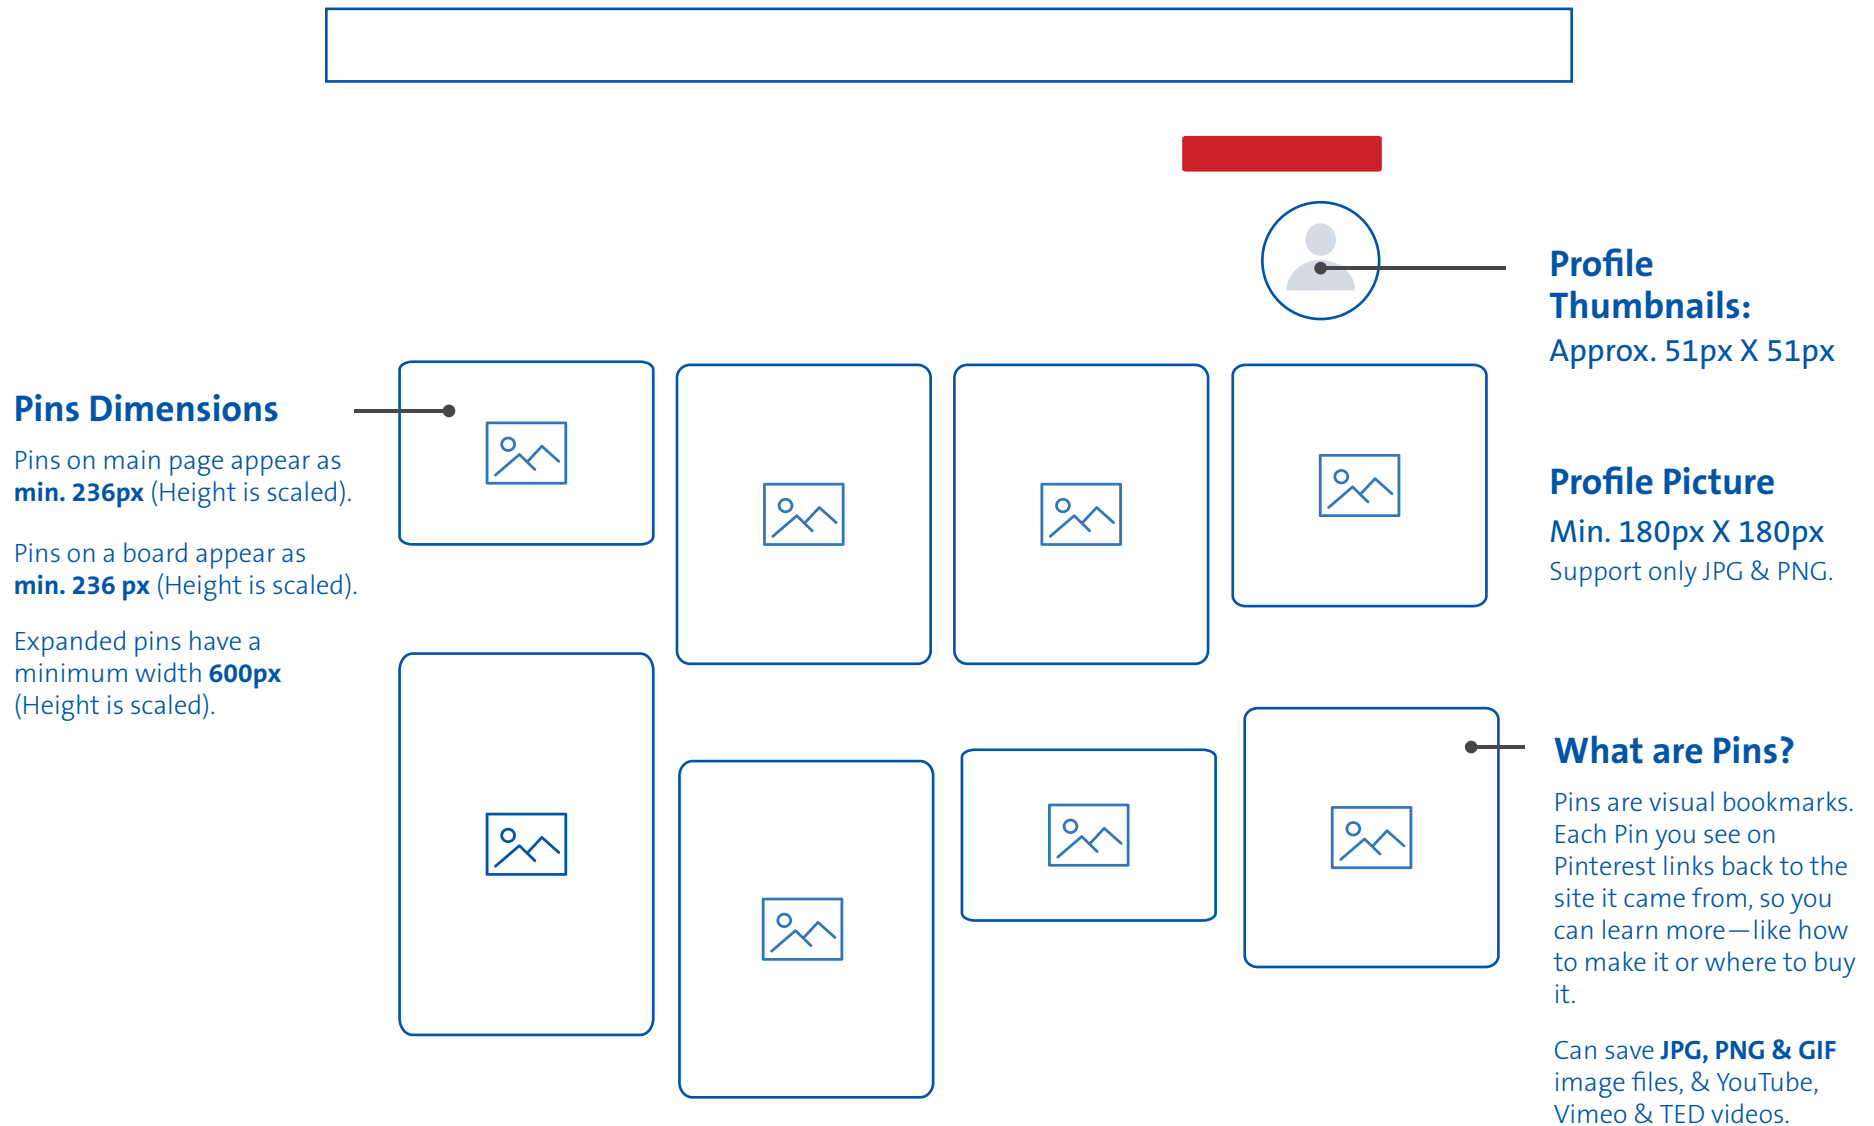 Profile
Thumbnails:
Approx. 51px X 51px
Pins Dimensions
Pins on main page appear as
min. 236px (Height is scaled).
Pins on a board appear as
min. 236 px (Height is scaled).
Expanded pins have a
minimum width 600px
(Height is scaled).
Profile Picture
Min. 180px X 180px
Support only JPG & PNG.
What are Pins?
Pins are visual bookmarks.
Each Pin you see on
Pinterest links back to the
site it came from, so you
can learn more—like how
to make it or where to buy
it.
Can save JPG, PNG & GIF
image files, & YouTube,
Vimeo & TED videos.